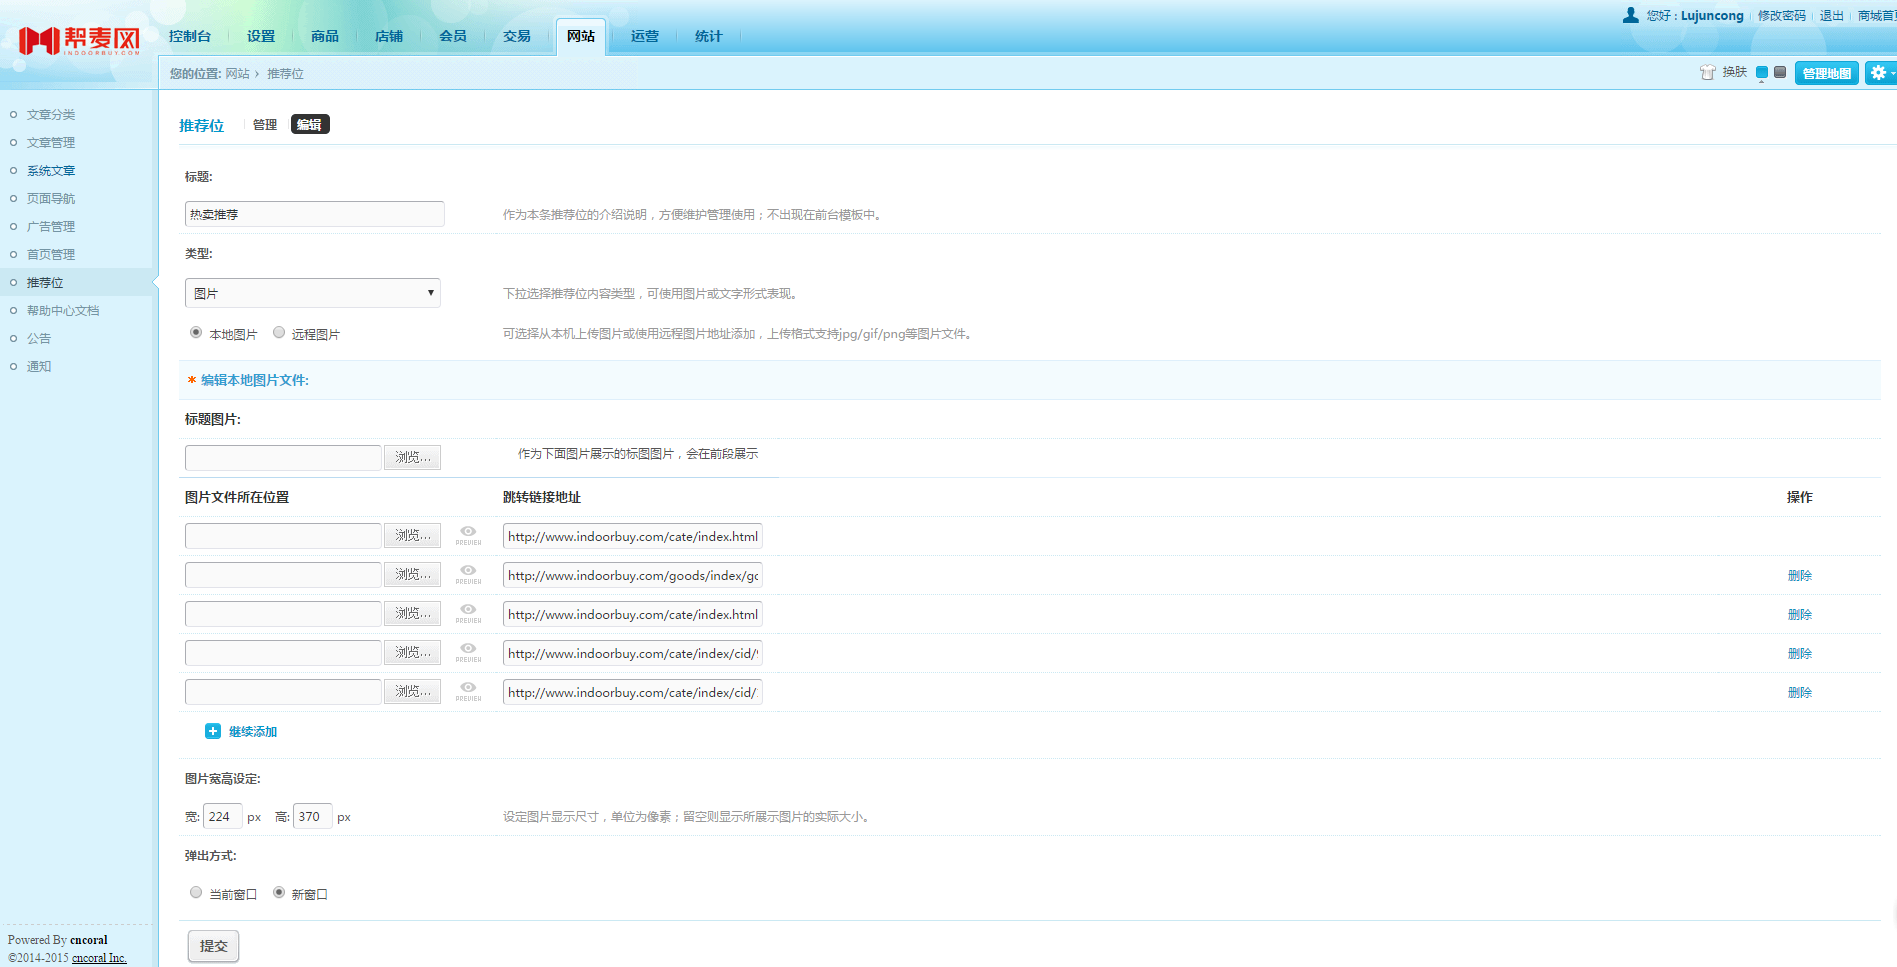 您好 : Lujuncong 修改密码 退出 商城首
帮麦网
INDOORBUY.COM
控制台 设置 商品 店铺 会员 交易 网站 运营 统计
您的位置: 网站 › 推荐位
换肤 管理地图
文章分类
文章管理
系统文章
页面导航
广告管理
首页管理
推荐位
帮助中心文档
公告
通知
推荐位 管理 编辑
标题:
热卖推荐 作为本条推荐位的介绍说明，方便维护管理使用；不出现在前台模板中。
类型:
图片 下拉选择推荐位内容类型，可使用图片或文字形式表现。
本地图片 远程图片 可选择从本机上传图片或使用远程图片地址添加，上传格式支持jpg/gif/png等图片文件。
* 编辑本地图片文件:
标题图片:
浏览... 作为下面图片展示的标图图片，会在前段展示
图片文件所在位置 跳转链接地址 操作
浏览... PREVIEW http://www.indoorbuy.com/cate/index.html
浏览... PREVIEW http://www.indoorbuy.com/goods/index/gc 删除
浏览... PREVIEW http://www.indoorbuy.com/cate/index.html 删除
浏览... PREVIEW http://www.indoorbuy.com/cate/index/cid/ 删除
浏览... PREVIEW http://www.indoorbuy.com/cate/index/cid/ 删除
继续添加
图片宽高设定:
宽: 224 px 高: 370 px 设定图片显示尺寸，单位为像素；留空则显示所展示图片的实际大小。
弹出方式:
当前窗口 新窗口
提交
Powered By cncoral
©2014-2015 cncoral Inc.